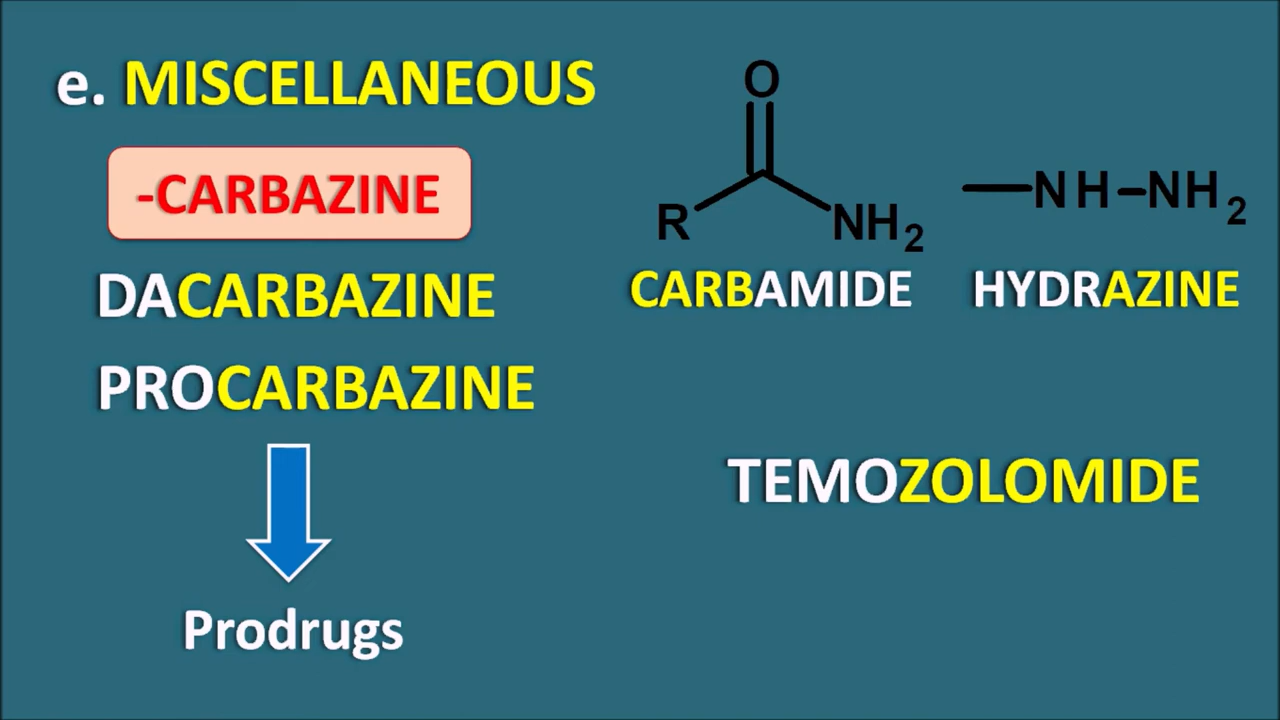 e. MISCELLANEOUS
-CARBAZINE
DACARBAZINE
PROCARBAZINE
Prodrugs
O
R
NH2
CARBAMIDE
NH-NH2
HYDRAZINE
TEMOZOLOMIDE